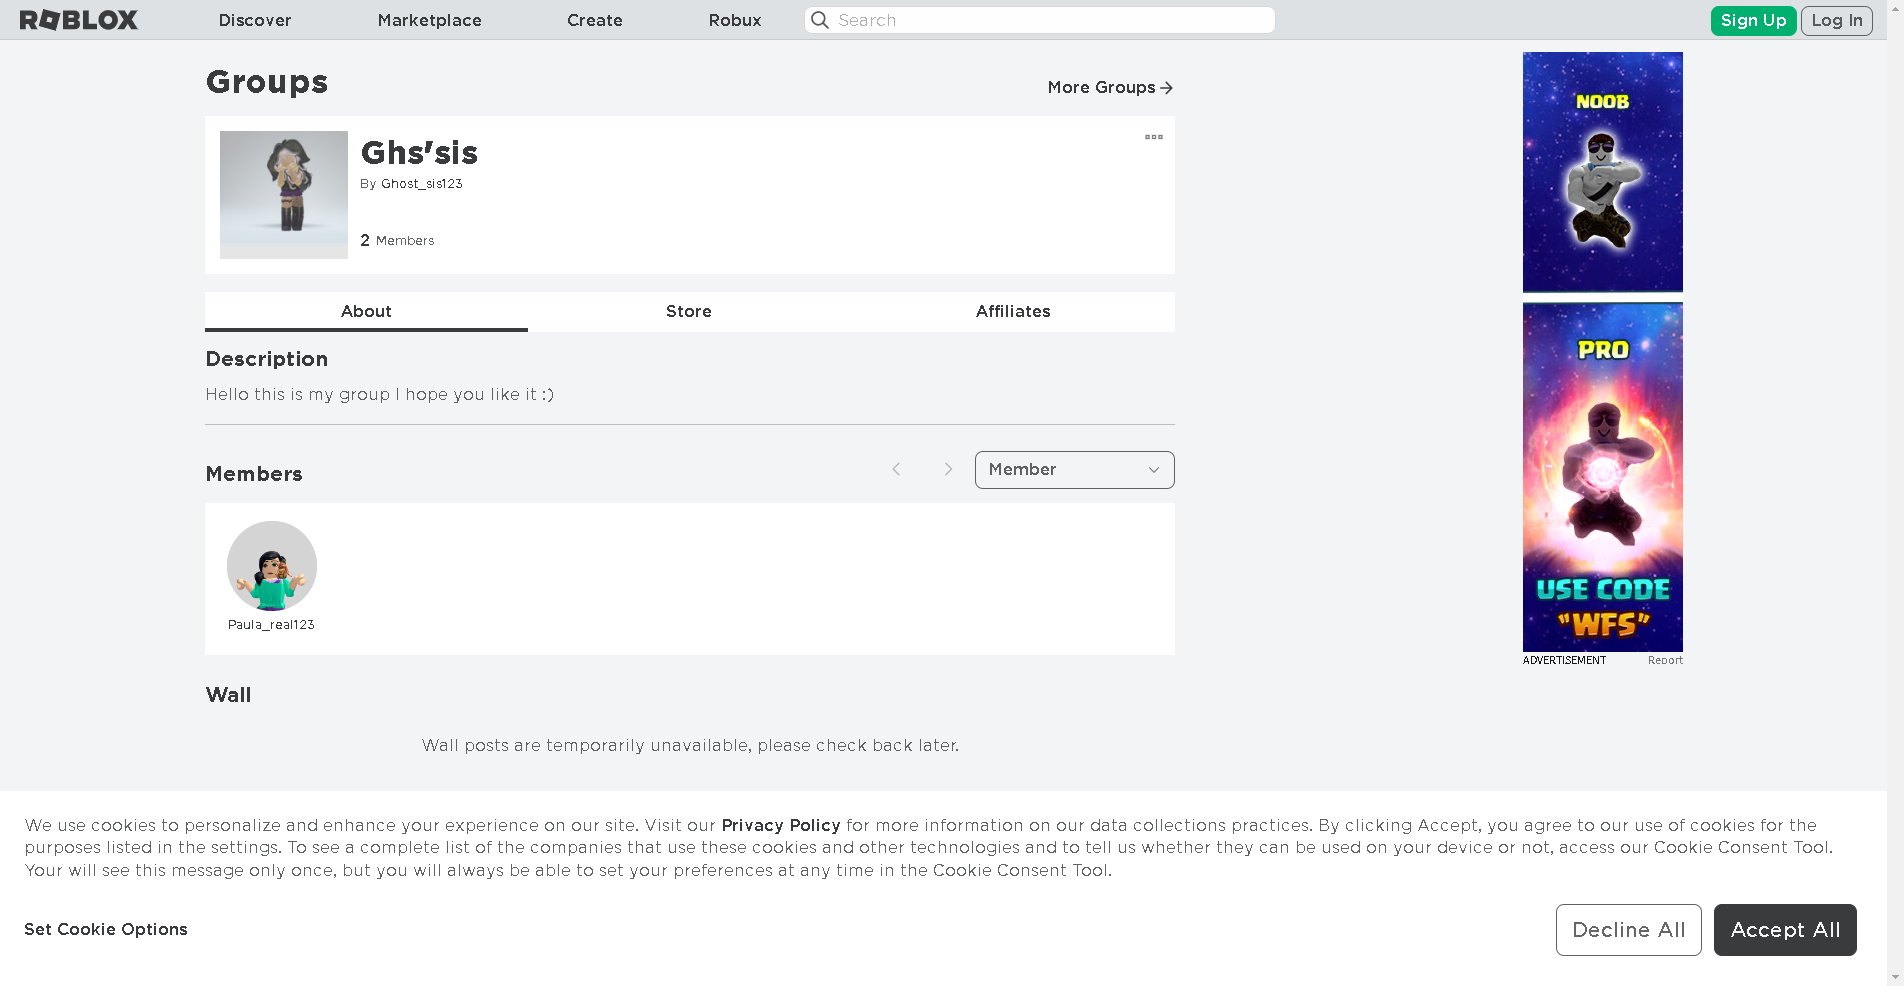 ROBLOX
Discover
Marketplace
Create
Robux
Search
Sign Up
Log In
Groups
More Groups
Ghs'sis
By Ghost_sis123
2 Members
About
Store
Affiliates
Description
Hello this is my group I hope you like it :)
Members
Member
Paula_real123
Wall
Wall posts are temporarily unavailable, please check back later.
NOOB
PRO
USE CODE
"WFS"
ADVERTISEMENT
Report
We use cookies to personalize and enhance your experience on our site. Visit our Privacy Policy for more information on our data collections practices. By clicking Accept, you agree to our use of cookies for the
purposes listed in the settings. To see a complete list of the companies that use these cookies and other technologies and to tell us whether they can be used on your device or not, access our Cookie Consent Tool.
Your will see this message only once, but you will always be able to set your preferences at any time in the Cookie Consent Tool.
Set Cookie Options
Decline All
Accept All